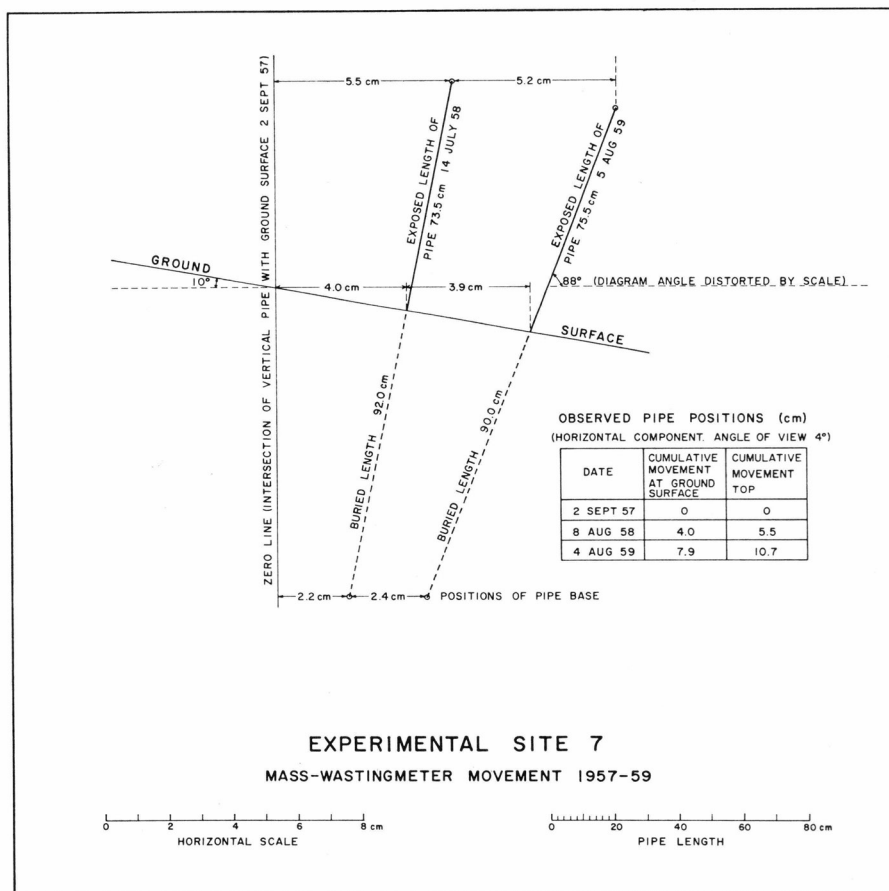 ZERO LINE (INTERSECTION OF VERTICAL PIPE WITH GROUND SURFACE 2 SEPT 57)
5.5 cm
5.2 cm
EXPOSED LENGTH OF
PIPE 73.5 cm 14 JULY 58
EXPOSED LENGTH OF
PIPE 75.5 cm 5 AUG 59
GROUND
10°
4.0 cm
3.9 cm
88° (DIAGRAM ANGLE DISTORTED BY SCALE)
SURFACE
BURIED LENGTH 92.0 cm
BURIED LENGTH 90.0 cm
2.2 cm
2.4 cm
POSITIONS OF PIPE BASE
OBSERVED PIPE POSITIONS (cm)
(HORIZONTAL COMPONENT. ANGLE OF VIEW 4°)
DATE
CUMULATIVE
MOVEMENT
AT GROUND
SURFACE
CUMULATIVE
MOVEMENT
TOP
2 SEPT 57 0 0
8 AUG 58 4.0 5.5
4 AUG 59 7.9 10.7
EXPERIMENTAL SITE 7
MASS-WASTINGMETER MOVEMENT 1957-59
0 2 4 6 8 cm
HORIZONTAL SCALE
0 20 40 60 80 cm
PIPE LENGTH